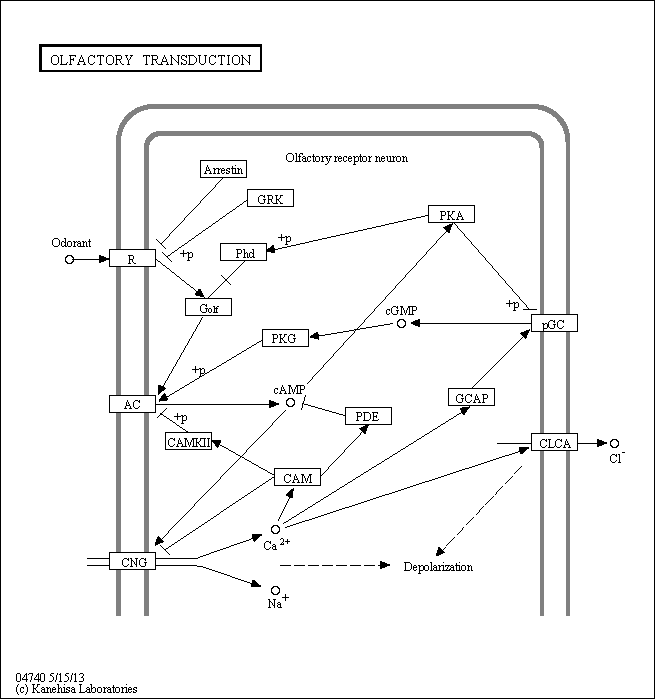 OLFACTORY TRANSDUCTION
Olfactory receptor neuron
Arrestin
GRK
PKA
Odorant
R
+p
Phd
+p
Golf
+p
pGC
cGMP
PKG
+p
cAMP
AC
GCAP
PDE
+p
CAMKII
CLCA
Cl-
CAM
Ca 2+
CNG
Depolarization
Na+
04740 5/15/13
(c) Kanehisa Laboratories